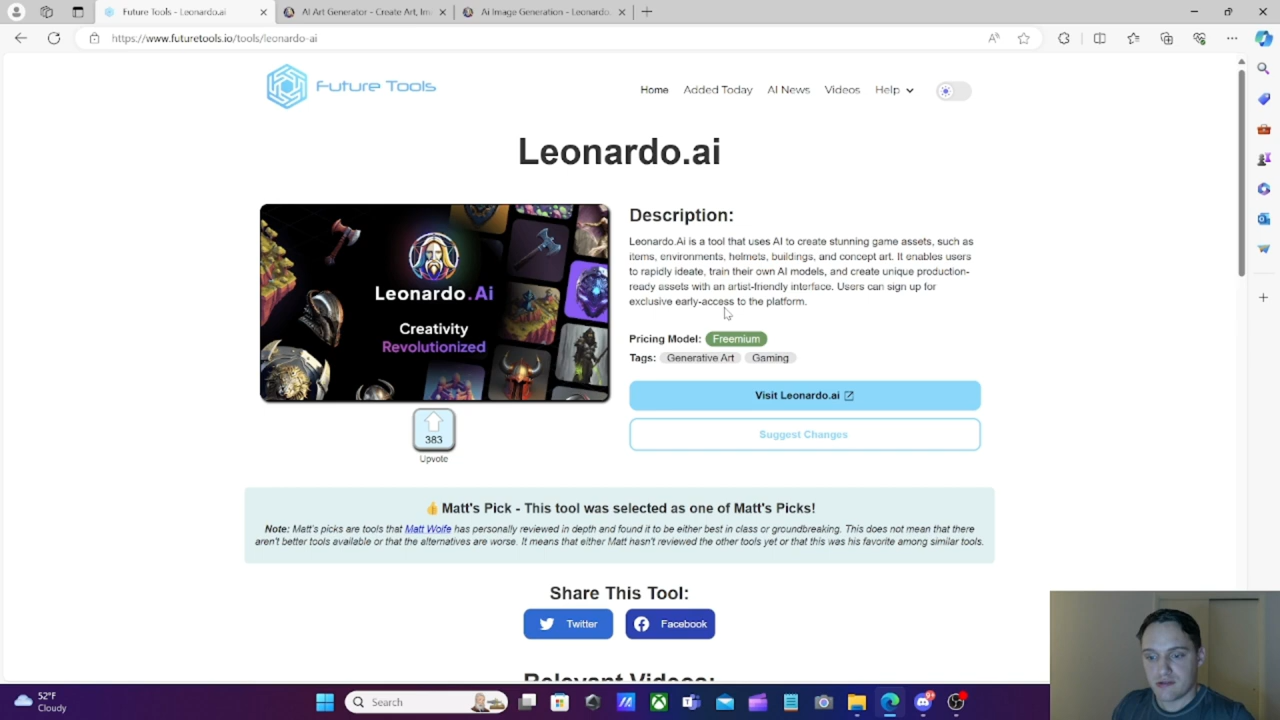 Future Tools - Leonardo.ai
AI Art Generator - Create Art, Im
Ai Image Generation - Leonardo.
https://www.futuretools.io/tools/leonardo-ai
Future Tools
Home
Added Today
AI News
Videos
Help
Leonardo.ai
Leonardo.Ai
Creativity
Revolutionized
383
Upvote
Description:
Leonardo.Ai is a tool that uses AI to create stunning game assets, such as
items, environments, helmets, buildings, and concept art. It enables users
to rapidly ideate, train their own AI models, and create unique production-
ready assets with an artist-friendly interface. Users can sign up for
exclusive early-access to the platform.
Pricing Model: Freemium
Tags: Generative Art Gaming
Visit Leonardo.ai
Suggest Changes
Matt's Pick - This tool was selected as one of Matt's Picks!
Note: Matt's picks are tools that Matt Wolfe has personally reviewed in depth and found it to be either best in class or groundbreaking. This does not mean that there
aren't better tools available or that the alternatives are worse. It means that either Matt hasn't reviewed the other tools yet or that this was his favorite among similar tools.
Share This Tool:
Twitter
Facebook
Relevant Videos:
52°F
Cloudy
Search